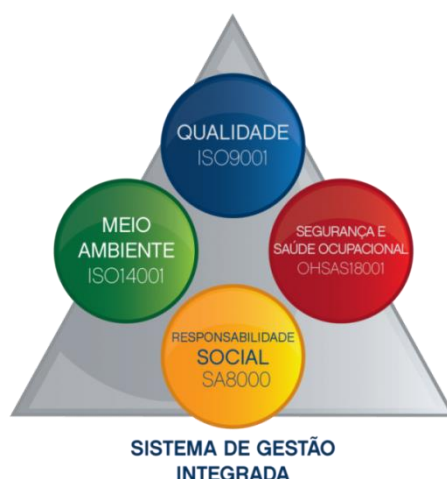 QUALIDADE
ISO9001
MEIO
AMBIENTE
ISO14001
SEGURANÇA E
SAÚDE OCUPACIONAL
OHSAS18001
RESPONSABILIDADE
SOCIAL
SA8000
SISTEMA DE GESTÃO
INTEGRADA